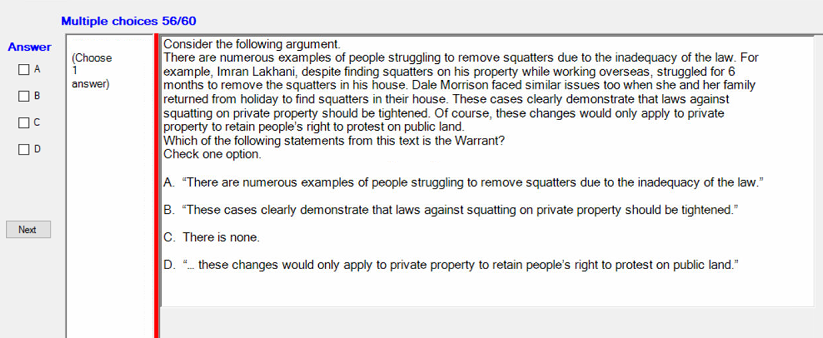 Multiple choices 56/60
Answer
A
B
C
D
Next
(Choose
1
answer)
Consider the following argument.
There are numerous examples of people struggling to remove squatters due to the inadequacy of the law. For
example, Imran Lakhani, despite finding squatters on his property while working overseas, struggled for 6
months to remove the squatters in his house. Dale Morrison faced similar issues too when she and her family
returned from holiday to find squatters in their house. These cases clearly demonstrate that laws against
squatting on private property should be tightened. Of course, these changes would only apply to private
property to retain people's right to protest on public land.
Which of the following statements from this text is the Warrant?
Check one option.
A. “There are numerous examples of people struggling to remove squatters due to the inadequacy of the law.”
B. “These cases clearly demonstrate that laws against squatting on private property should be tightened.”
C. There is none.
D. “... these changes would only apply to private property to retain people's right to protest on public land.”